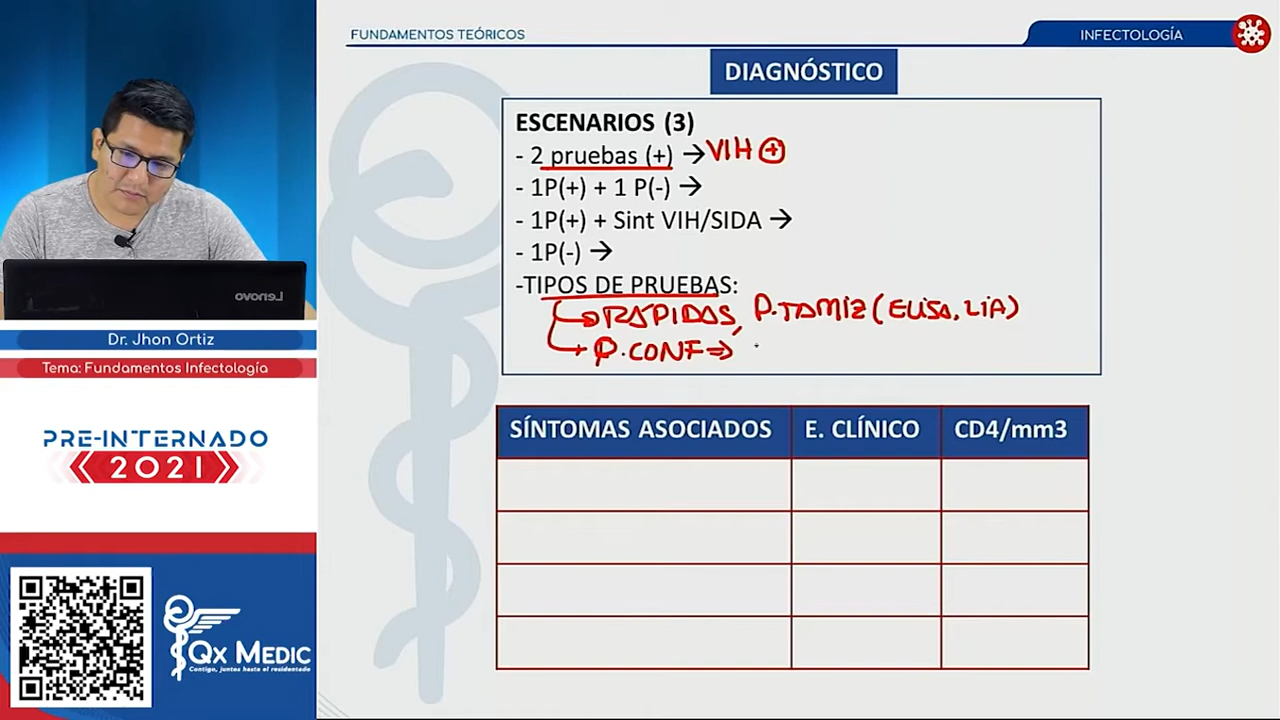 FUNDAMENTOS TEÓRICOS
INFECTOLOGÍA
DIAGNÓSTICO
ESCENARIOS (3)
- 2 pruebas (+) → VIH (+)
- 1P(+) + 1 P(-) →
- 1P(+) + Sint VIH/SIDA →
- 1P(-) →
-TIPOS DE PRUEBAS:
RÁPIDAS, P.TAMIZ (ELISA, LIA)
P.CONF →
SÍNTOMAS ASOCIADOS E. CLÍNICO CD4/mm3
Lenovo
Dr. Jhon Ortiz
Tema: Fundamentos Infectología
PRE-INTERNADO
2021
QX MEDIC
Contigo, juntos hasta el residentado